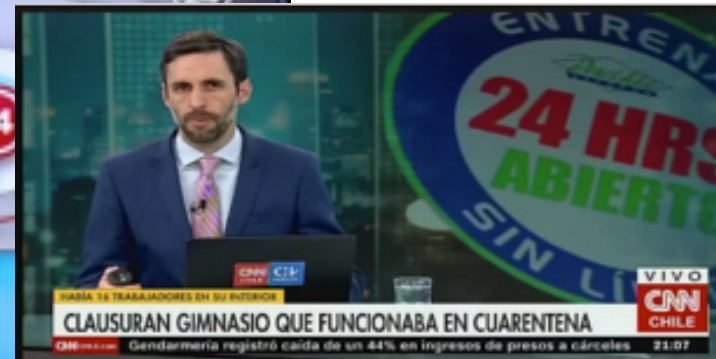 4
ENTRENA
24 HRS
ABIERTO
SIN LÍ
CNN
CHILE
VIVO
HABÍA 16 TRABAJADORES EN SU INTERIOR
CNN
CHILE
CLAUSURAN GIMNASIO QUE FUNCIONABA EN CUARENTENA
Gendarmería registró caída de un 44% en ingresos de presos a cárceles
21:07